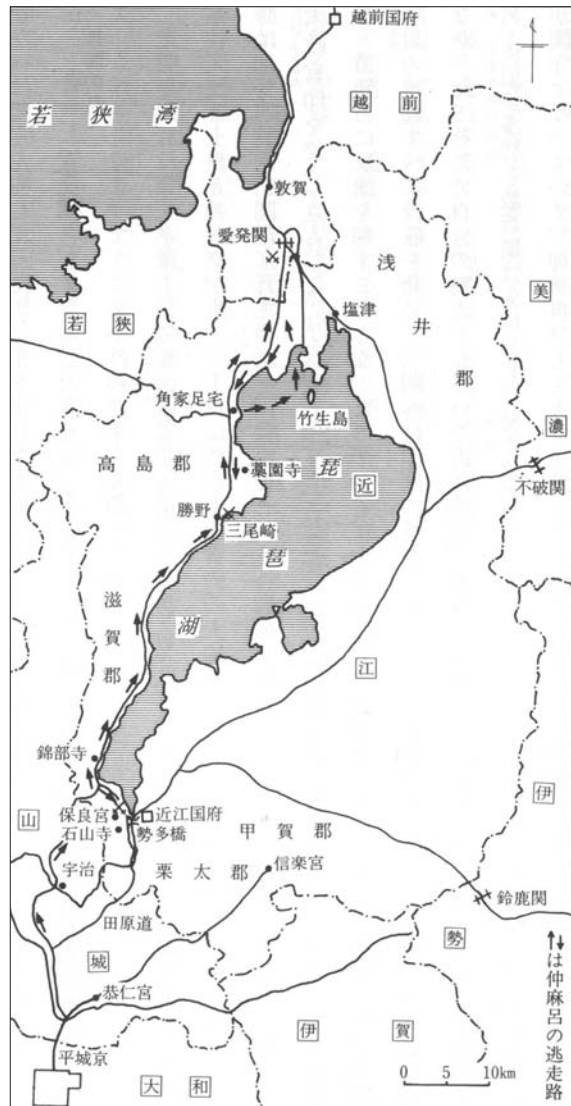 越前国府
若狭湾
越前
敦賀
愛発関
浅井郡
塩津
美濃
若狭
角家足宅
竹生島
高島郡
藁園寺
不破関
勝野
三尾崎
琵琶湖
近江
滋賀郡
錦部寺
山城
保良宮
近江国府
石山寺
勢多橋
甲賀郡
伊勢
宇治
栗太郡
信楽宮
鈴鹿関
田原道
恭仁宮
伊賀
平城京
大和
0 5 10km
↑↓は仲麻呂の逃走路